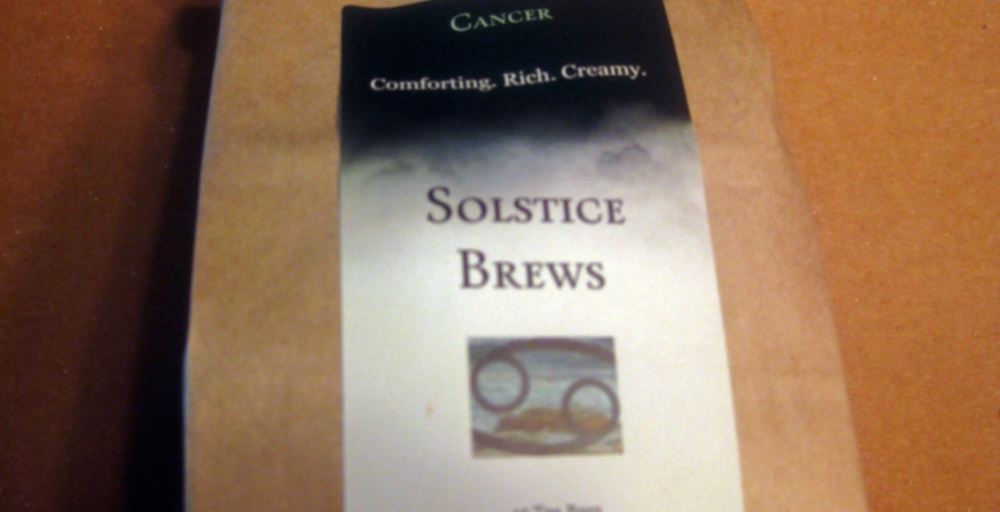 Cancer
Comforting. Rich. Creamy.
Solstice
Brews